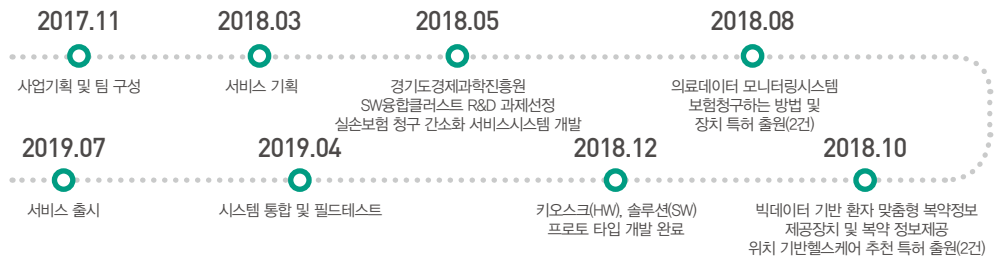 2017.11
사업기획 및 팀 구성
2018.03
서비스 기획
2018.05
경기도경제과학진흥원
SW융합클러스트 R&D 과제선정
실손보험 청구 간소화 서비스시스템 개발
2018.08
의료데이터 모니터링시스템
보험청구하는 방법 및
장치 특허 출원(2건)
2018.10
빅데이터 기반 환자 맞춤형 복약정보
제공장치 및 복약 정보제공
위치 기반헬스케어 추천 특허 출원(2건)
2018.12
키오스크(HW), 솔루션(SW)
프로토 타입 개발 완료
2019.04
시스템 통합 및 필드테스트
2019.07
서비스 출시